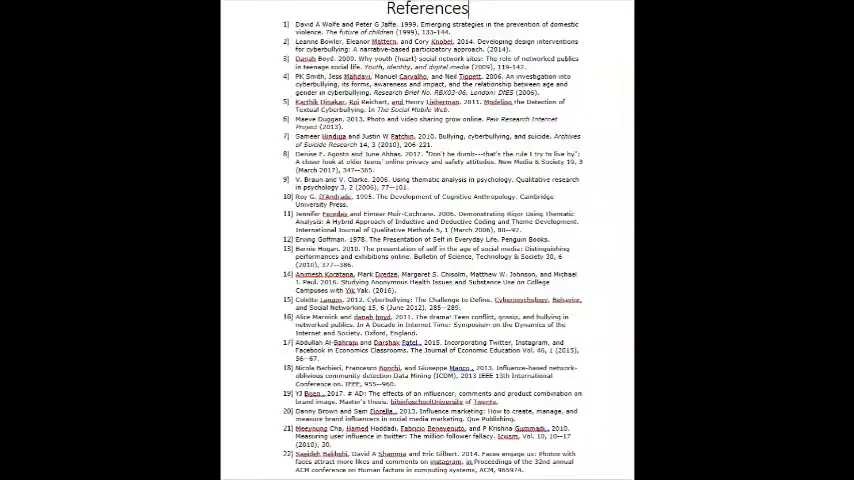 References
1] David A Wolfe and Peter G Jaffe. 1999. Emerging strategies in the prevention of domestic
violence. The future of children (1999), 133-144.
2] Leanne Bowler, Eleanor Mattern, and Cory Knobel. 2014. Developing design interventions
for cyberbullying: A narrative-based participatory approach. (2014).
3] Danah Boyd. 2009. Why youth (heart) social network sites: The role of networked publics
in teenage social life. Youth, identity, and digital media (2009), 119-142.
4] PK Smith, Jess Mahdavi, Manuel Carvalho, and Neil Tippett. 2006. An investigation into
cyberbullying, its forms, awareness and impact, and the relationship between age and
gender in cyberbullying. Research Brief No. RBX03-06. London: DfES (2006).
5] Karthik Dinakar, Roi Reichart, and Henry Lieberman. 2011. Modeling the Detection of
Textual Cyberbullying. In The Social Mobile Web.
6] Maeve Duggan. 2013. Photo and video sharing grow online. Pew Research Internet
Project (2013).
7] Sameer Hinduja and Justin W Patchin. 2010. Bullying, cyberbullying, and suicide. Archives
of Suicide Research 14, 3 (2010), 206-221.
8] Denise E. Agosto and June Abbas. 2017. "Don't be dumb---that's the rule I try to live by":
A closer look at older teens' online privacy and safety attitudes. New Media & Society 19, 3
(March 2017), 347--365.
9] V. Braun and V. Clarke. 2006. Using thematic analysis in psychology. Qualitative research
in psychology 3, 2 (2006), 77--101.
10] Roy G. D'Andrade. 1995. The Development of Cognitive Anthropology. Cambridge
University Press.
11] Jennifer Fereday and Eimear Muir-Cochrane. 2006. Demonstrating Rigor Using Thematic
Analysis: A Hybrid Approach of Inductive and Deductive Coding and Theme Development.
International Journal of Qualitative Methods 5, 1 (March 2006), 80--92.
12] Erving Goffman. 1978. The Presentation of Self in Everyday Life. Penguin Books.
13] Bernie Hogan. 2010. The presentation of self in the age of social media: Distinguishing
performances and exhibitions online. Bulletin of Science, Technology & Society 30, 6
(2010), 377--386.
14] Animesh Koratana, Mark Dredze, Margaret S. Chisolm, Matthew W. Johnson, and Michael
J. Paul. 2016. Studying Anonymous Health Issues and Substance Use on College
Campuses with Yik Yak. (2016).
15] Colette Langos. 2012. Cyberbullying: The Challenge to Define. Cyberpsychology, Behavior,
and Social Networking 15, 6 (June 2012), 285--289.
16] Alice Marwick and danah boyd. 2011. The drama! Teen conflict, gossip, and bullying in
networked publics. In A Decade in Internet Time: Symposium on the Dynamics of the
Internet and Society. Oxford, England.
17] Abdullah Al-Bahrani and Darshak Patel.. 2015. Incorporating Twitter, Instagram, and
Facebook in Economics Classrooms. The Journal of Economic Education Vol. 46, 1 (2015),
56--67.
18] Nicola Barbieri, Francesco Bonchi, and Giuseppe Manco.. 2013. Influence-based network-
oblivious community detection Data Mining (ICDM), 2013 IEEE 13th International
Conference on. IEEE, 955--960.
19] YJ Boen.. 2017. # AD: The effects of an influencer, comments and product combination on
brand image. Master's thesis. University of Twente.
20] Danny Brown and Sam Fiorella.. 2013. Influence marketing: How to create, manage, and
measure brand influencers in social media marketing. Que Publishing.
21] Meeyoung Cha, Hamed Haddadi, Fabricio Benevenuto, and P Krishna Gummadi.. 2010.
Measuring user influence in twitter: The million follower fallacy. Icwsm, Vol. 10, 10--17
(2010), 30.
22] Saeideh Bakhshi, David A Shamma and Eric Gilbert. 2014. Faces engage us: Photos with
faces attract more likes and comments on instagram, in Proceedings of the 32nd annual
ACM conference on Human factors in computing systems, ACM, 965974.